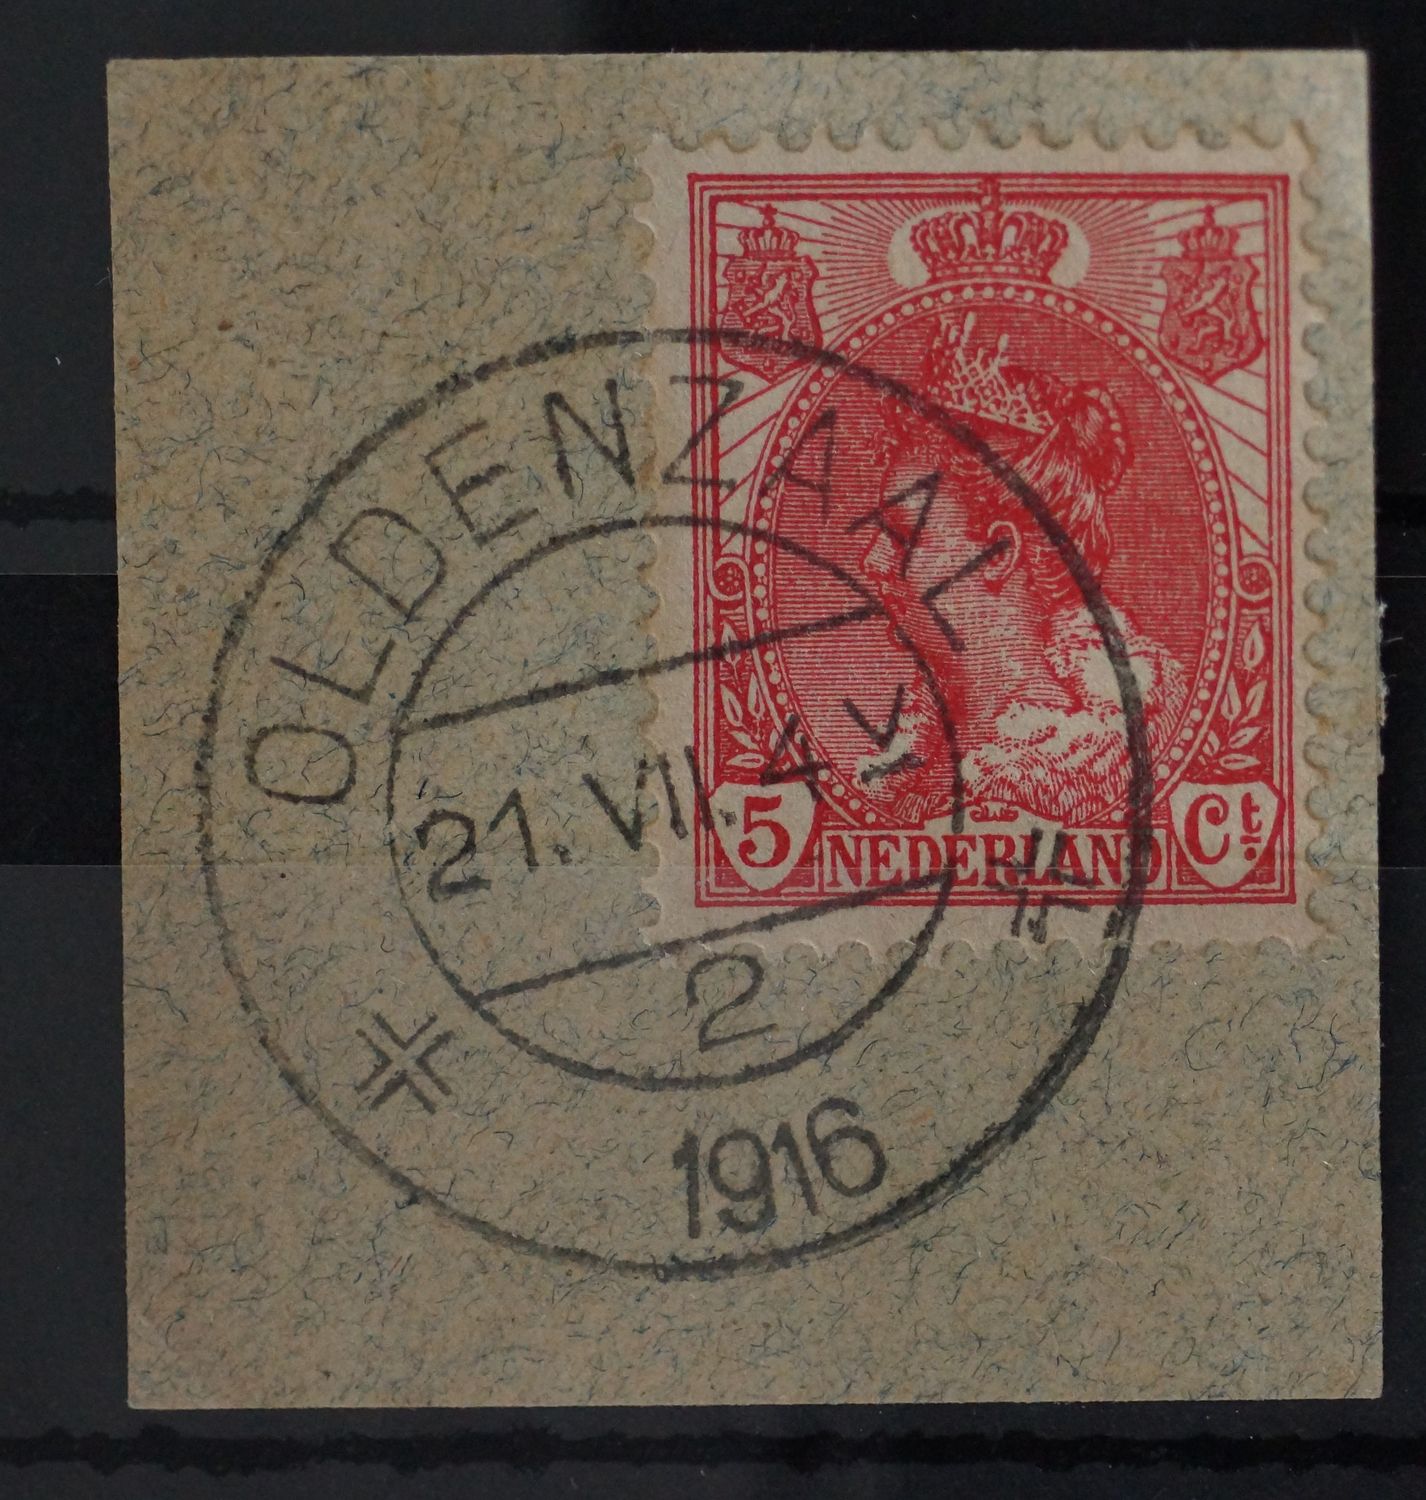 OLDENZAAL
21.VII.4 V
2
1916
5 NEDERLAND Ct.